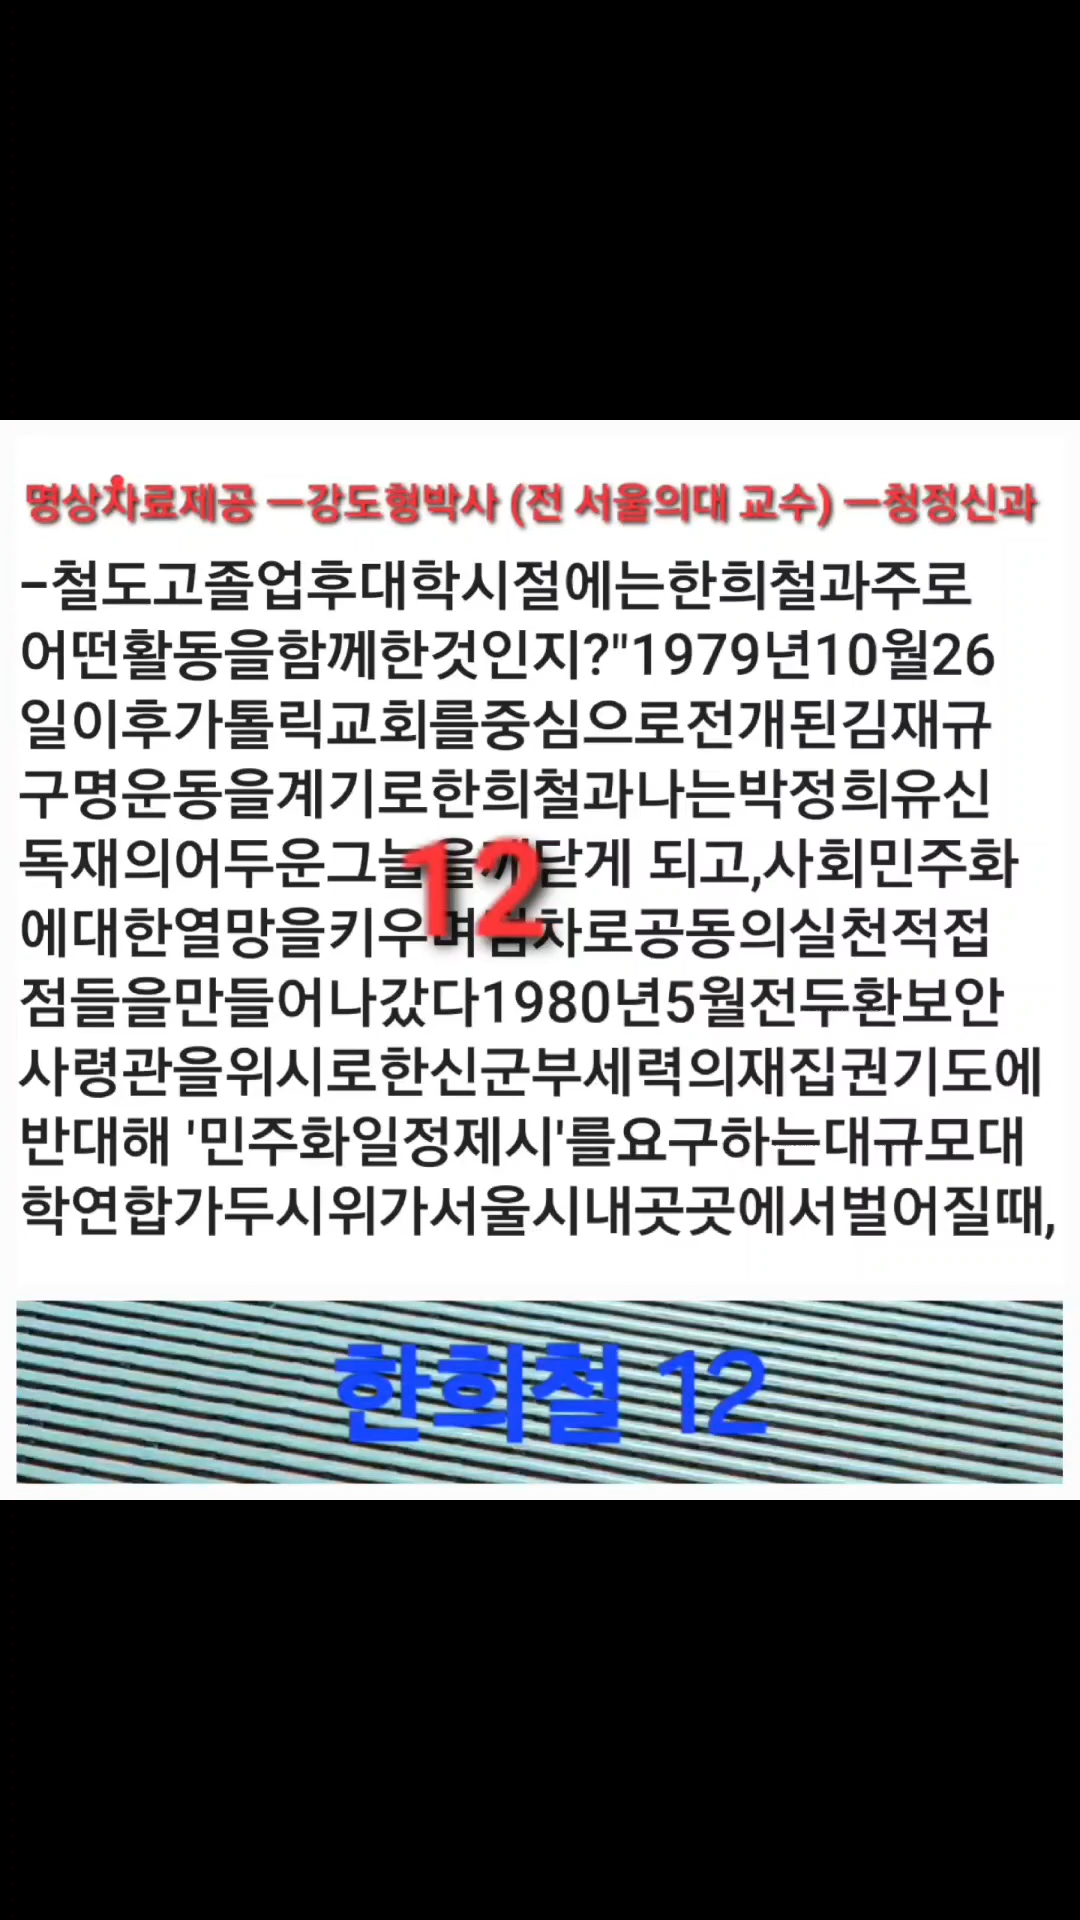 명상자료제공 ㅡ강도형박사 (전 서울의대 교수) ㅡ청정신과
-철도고졸업후대학시절에는한희철과주로
어떤활동을함께한것인지?"1979년10월26
일이후가톨릭교회를중심으로전개된김재규
구명운동을계기로한희철과나는박정희유신
독재의어두운그늘을깨닫게 되고,사회민주화
에대한열망을키우며점차로공동의실천적접
점들을만들어나갔다1980년5월전두환보안
사령관을위시로한신군부세력의재집권기도에
반대해 '민주화일정제시'를요구하는대규모대
학연합가두시위가서울시내곳곳에서벌어질때,
12
한희철 12